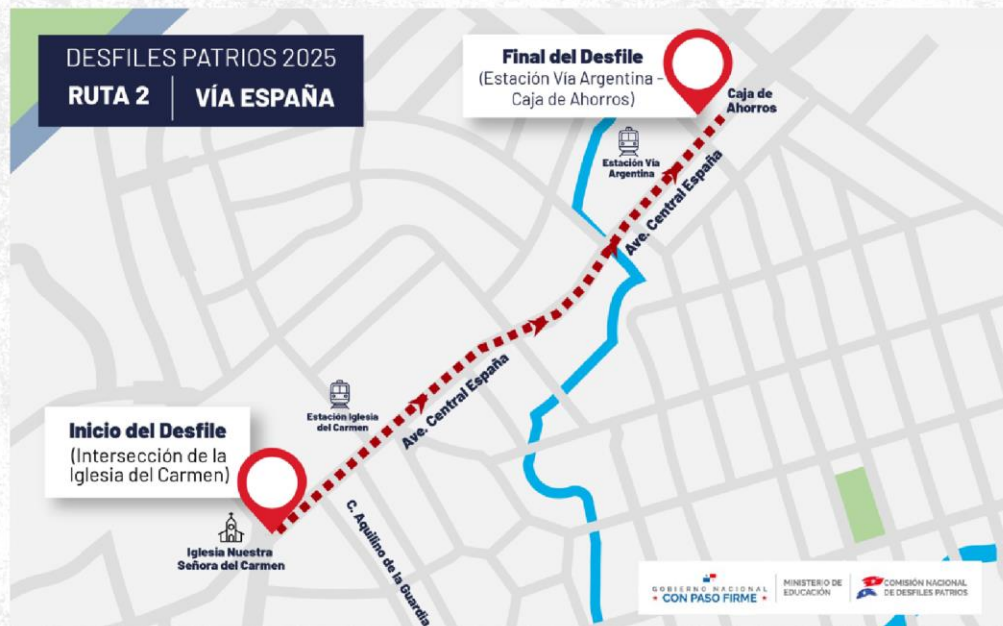 DESFILES PATRIOS 2025
RUTA 2 | VÍA ESPAÑA
Final del Desfile
(Estación Vía Argentina -
Caja de Ahorros)
Caja de
Ahorros
Estación Vía
Argentina
Ave. Central España
Estación Iglesia
del Carmen
Ave. Central España
Inicio del Desfile
(Intersección de la
Iglesia del Carmen)
Iglesia Nuestra
Señora del Carmen
C. Aquilino de la Guardia
GOBIERNO NACIONAL
• CON PASO FIRME •
MINISTERIO DE
EDUCACIÓN
COMISIÓN NACIONAL
DE DESFILES PATRIOS